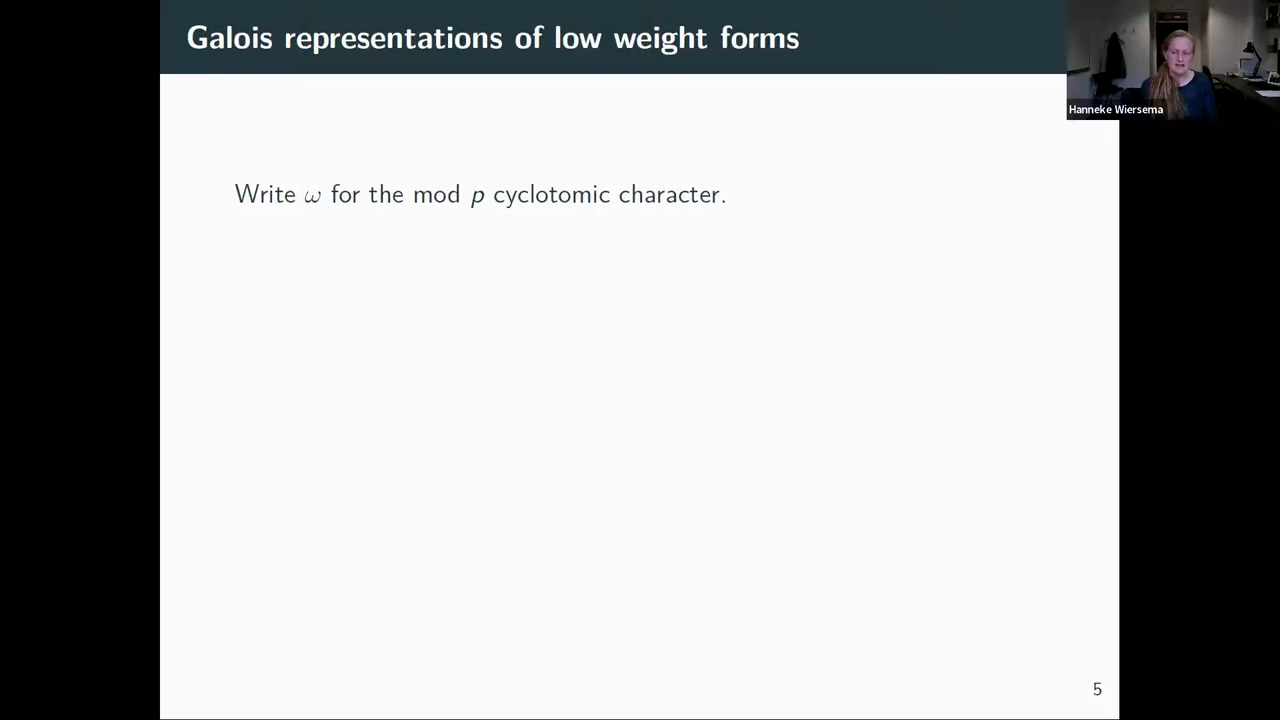 Galois representations of low weight forms
Hanneke Wiersema
Write ω for the mod p cyclotomic character.
5